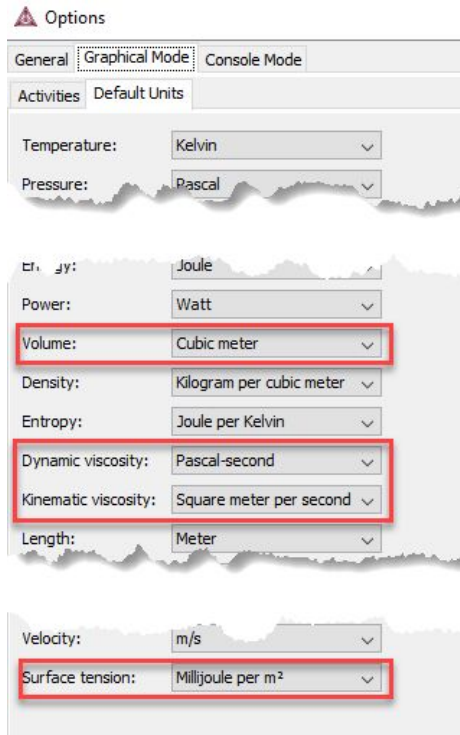 Options
General Graphical Mode Console Mode
Activities Default Units
Temperature: Kelvin
Pressure: Pascal
Joule
Power: Watt
Volume: Cubic meter
Density: Kilogram per cubic meter
Entropy: Joule per Kelvin
Dynamic viscosity: Pascal-second
Kinematic viscosity: Square meter per second
Length: Meter
Velocity: m/s
Surface tension: Millijoule per m²